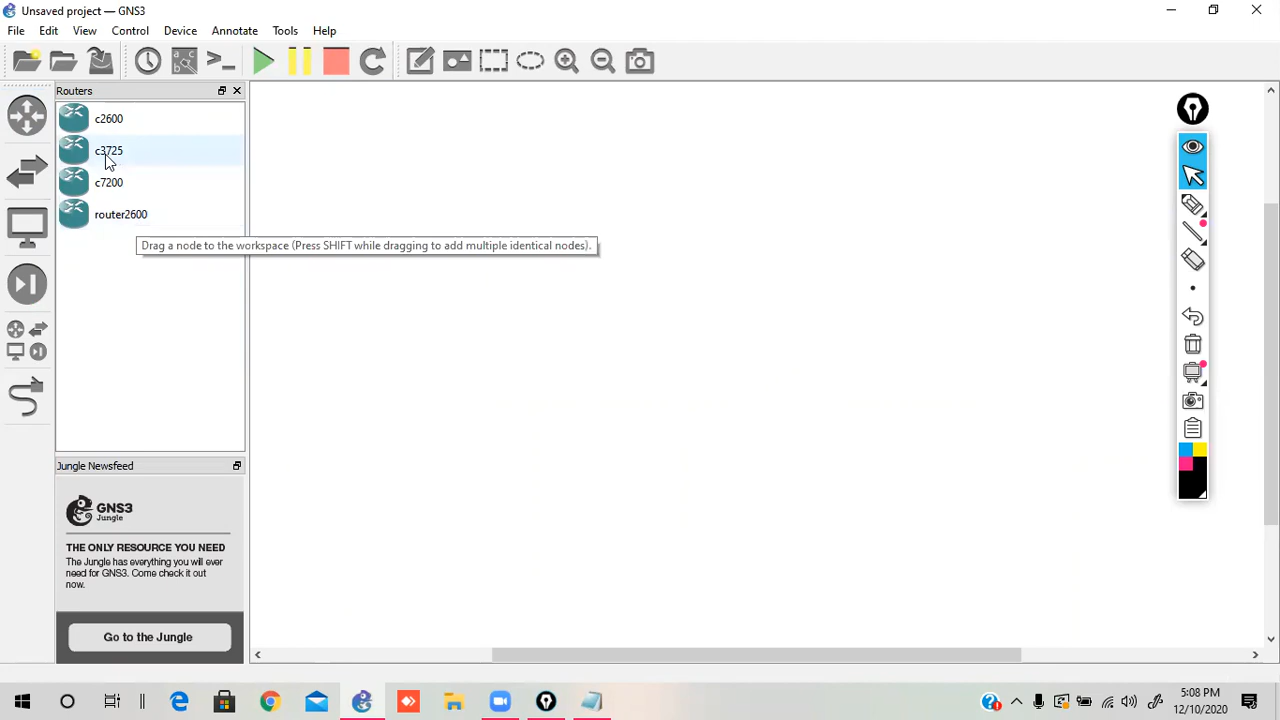 Unsaved project — GNS3
File Edit View Control Device Annotate Tools Help
Routers
c2600
c3725
c7200
router2600
Drag a node to the workspace (Press SHIFT while dragging to add multiple identical nodes).
Jungle Newsfeed
GNS3
Jungle
THE ONLY RESOURCE YOU NEED
The Jungle has everything you will ever
need for GNS3. Come check it out
now.
Go to the Jungle
5:08 PM
12/10/2020